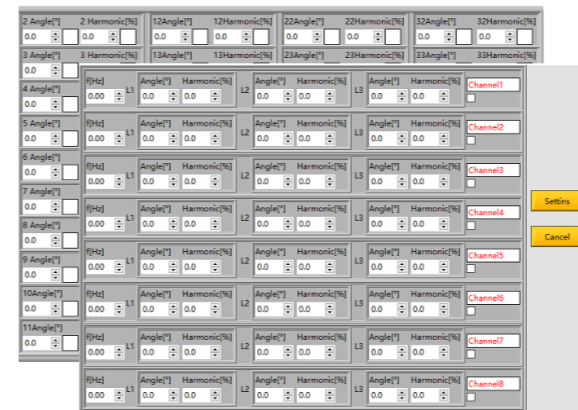 2 Angle[°] 2 Harmonic[%] 12Angle[°] 12Harmonic[%] 22Angle[°] 22Harmonic[%] 32Angle[°] 32Harmonic[%]
0.0 0.0 0.0 0.0 0.0 0.0 0.0 0.0
3 Angle[°] 3 Harmonic[%] 13Angle[°] 13Harmonic[%] 23Angle[°] 23Harmonic[%] 33Angle[°] 33Harmonic[%]
0.0
4 Angle[°]
0.0
5 Angle[°]
0.0
6 Angle[°]
0.0
7 Angle[°]
0.0
8 Angle[°]
0.0
9 Angle[°]
0.0
10Angle[°]
0.0
11Angle[°]
0.0
f[Hz] L1 Angle[°] Harmonic[%] L2 Angle[°] Harmonic[%] L3 Angle[°] Harmonic[%] Channel1
0.00 0.0 0.0 0.0 0.0 0.0 0.0
f[Hz] L1 Angle[°] Harmonic[%] L2 Angle[°] Harmonic[%] L3 Angle[°] Harmonic[%] Channel2
0.00 0.0 0.0 0.0 0.0 0.0 0.0
f[Hz] L1 Angle[°] Harmonic[%] L2 Angle[°] Harmonic[%] L3 Angle[°] Harmonic[%] Channel3
0.00 0.0 0.0 0.0 0.0 0.0 0.0
f[Hz] L1 Angle[°] Harmonic[%] L2 Angle[°] Harmonic[%] L3 Angle[°] Harmonic[%] Channel4
0.00 0.0 0.0 0.0 0.0 0.0 0.0
f[Hz] L1 Angle[°] Harmonic[%] L2 Angle[°] Harmonic[%] L3 Angle[°] Harmonic[%] Channel5
0.00 0.0 0.0 0.0 0.0 0.0 0.0
f[Hz] L1 Angle[°] Harmonic[%] L2 Angle[°] Harmonic[%] L3 Angle[°] Harmonic[%] Channel6
0.00 0.0 0.0 0.0 0.0 0.0 0.0
f[Hz] L1 Angle[°] Harmonic[%] L2 Angle[°] Harmonic[%] L3 Angle[°] Harmonic[%] Channel7
0.00 0.0 0.0 0.0 0.0 0.0 0.0
f[Hz] L1 Angle[°] Harmonic[%] L2 Angle[°] Harmonic[%] L3 Angle[°] Harmonic[%] Channel8
0.00 0.0 0.0 0.0 0.0 0.0 0.0
Settins
Cancel